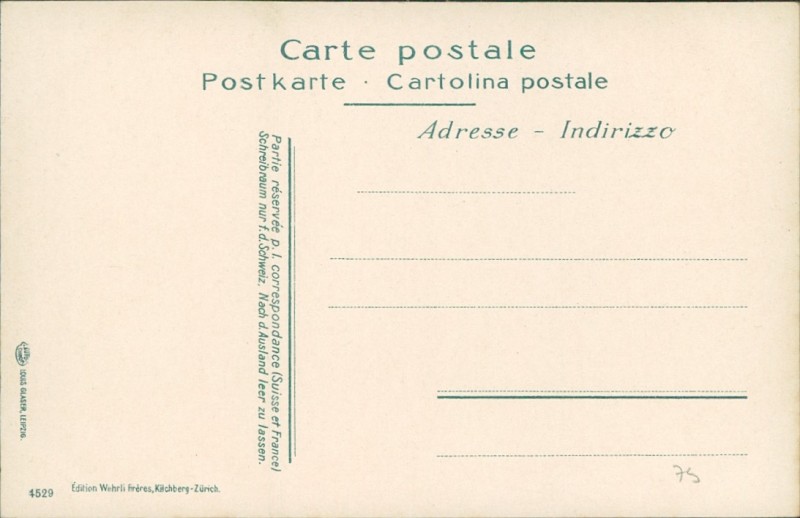 Carte postale
Postkarte · Cartolina postale
Adresse – Indirizzo
Partie réservée p. l. correspondance (Suisse et France)
Schreibraum nur f. d. Schweiz. Nach d. Ausland leer zu lassen.
LOUIS GLASER, LEIPZIG.
4529
Édition Wehrli Frères, Kilchberg-Zürich.
75